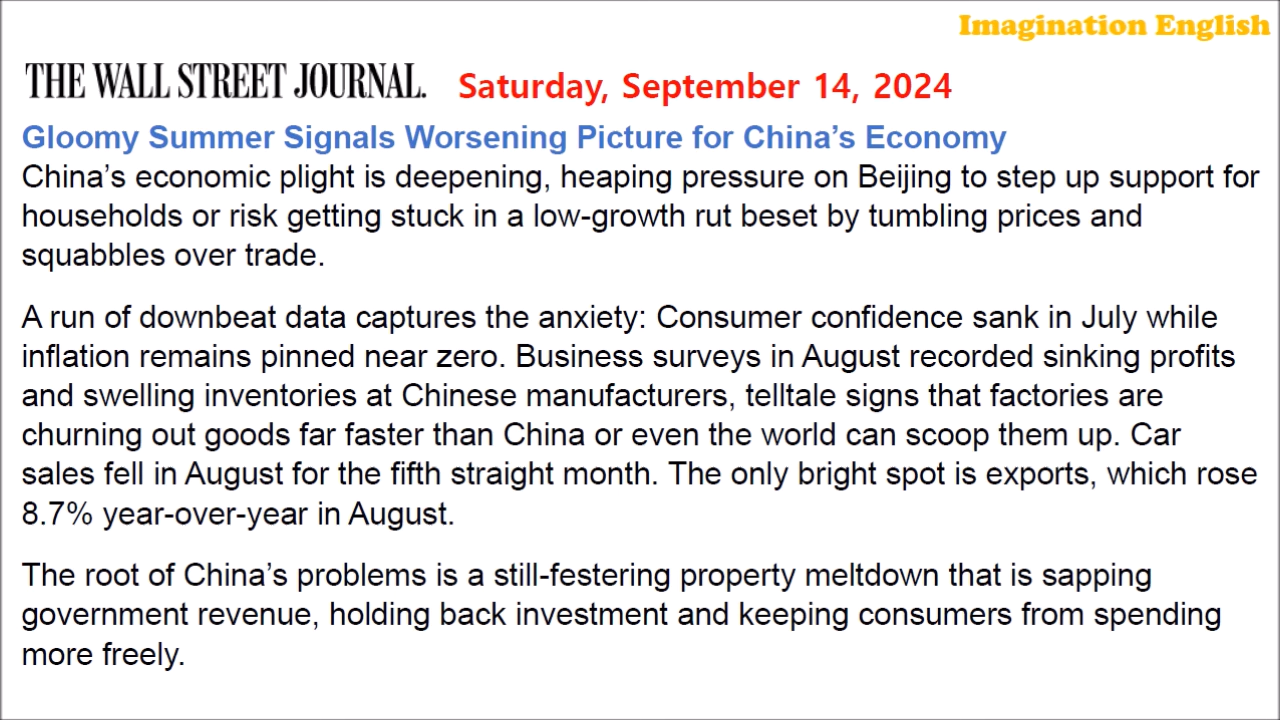 Imagination English
THE WALL STREET JOURNAL.
Saturday, September 14, 2024
Gloomy Summer Signals Worsening Picture for China’s Economy
China’s economic plight is deepening, heaping pressure on Beijing to step up support for
households or risk getting stuck in a low-growth rut beset by tumbling prices and
squabbles over trade.
A run of downbeat data captures the anxiety: Consumer confidence sank in July while
inflation remains pinned near zero. Business surveys in August recorded sinking profits
and swelling inventories at Chinese manufacturers, telltale signs that factories are
churning out goods far faster than China or even the world can scoop them up. Car
sales fell in August for the fifth straight month. The only bright spot is exports, which rose
8.7% year-over-year in August.
The root of China’s problems is a still-festering property meltdown that is sapping
government revenue, holding back investment and keeping consumers from spending
more freely.